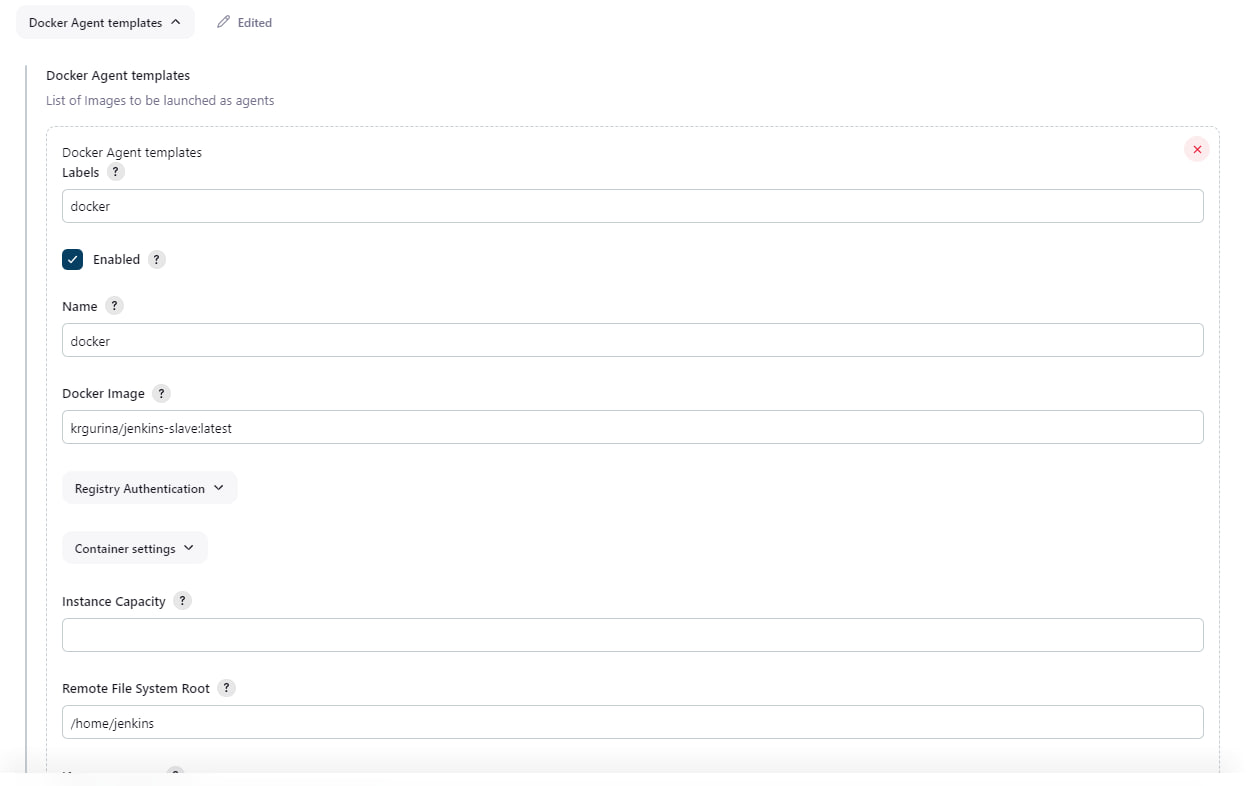 Docker Agent templates
Edited
Docker Agent templates
List of Images to be launched as agents
Docker Agent templates
Labels ?
docker
Enabled ?
Name ?
docker
Docker Image ?
krgurina/jenkins-slave:latest
Registry Authentication
Container settings
Instance Capacity ?
Remote File System Root ?
/home/jenkins